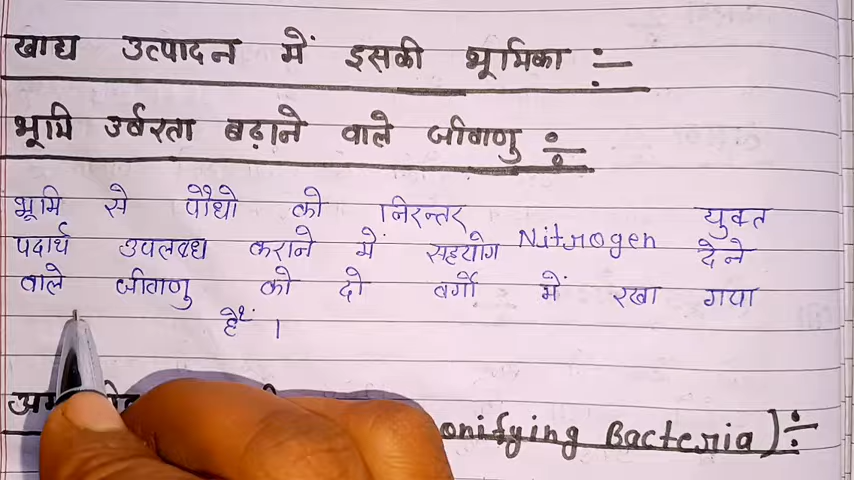 खाद्य उत्पादन में इसकी भूमिका ÷
भूमि उर्वरता बढ़ाने वाले जीवाणु ÷
भूमि से पौधो को निरन्तर युक्त
पदार्थ उपलब्ध कराने में सहयोग Nitrogen देने
वाले जीवाणु को दो वर्गो में रखा गया
है ।
onifying Bacteria) ÷